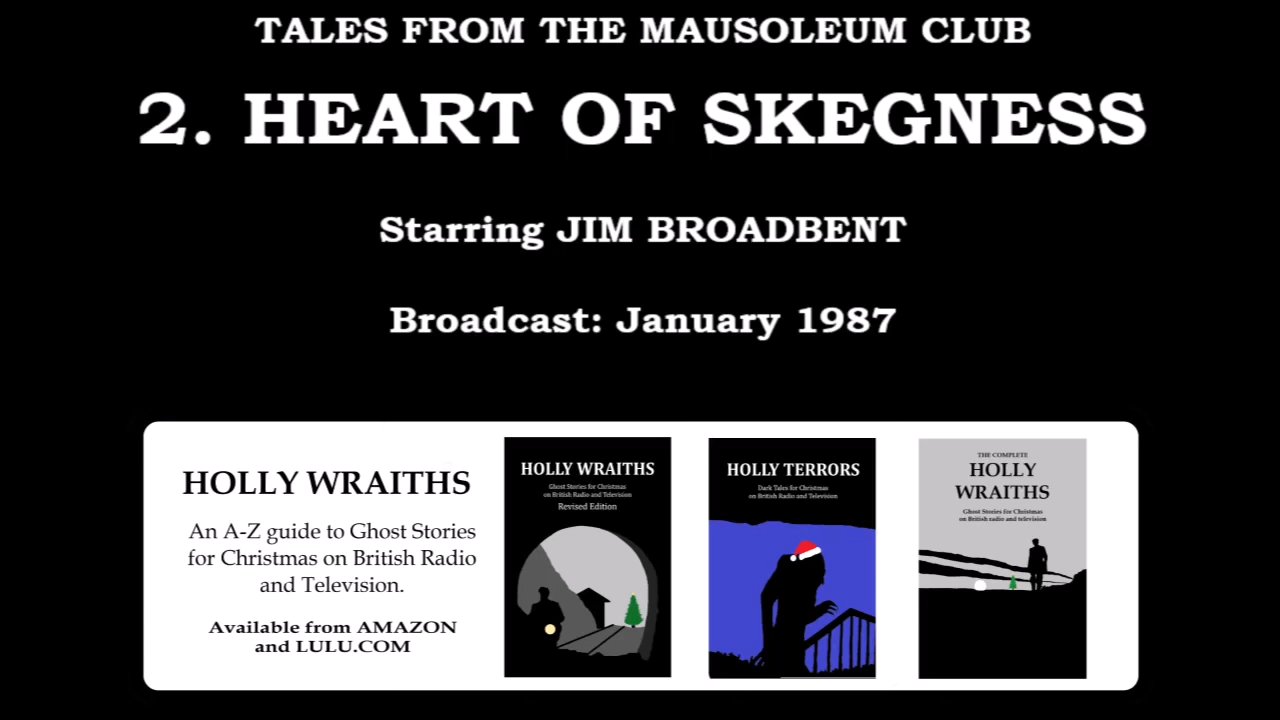 TALES FROM THE MAUSOLEUM CLUB
2. HEART OF SKEGNESS
Starring JIM BROADBENT
Broadcast: January 1987
HOLLY WRAITHS
An A-Z guide to Ghost Stories
for Christmas on British Radio
and Television.
Available from AMAZON
and LULU.COM
HOLLY WRAITHS
Ghost Stories for Christmas
on British Radio and Television
Revised Edition
HOLLY TERRORS
Dark Tales for Christmas
on British Radio and Television
THE COMPLETE
HOLLY
WRAITHS
Ghost Stories for Christmas
on British radio and television